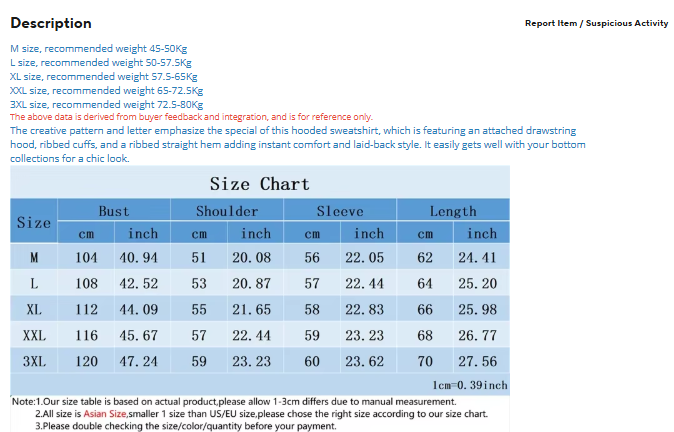 Description
Report Item / Suspicious Activity
M size, recommended weight 45-50Kg
L size, recommended weight 50-57.5Kg
XL size, recommended weight 57.5-65Kg
XXL size, recommended weight 65-72.5Kg
3XL size, recommended weight 72.5-80Kg
The above data is derived from buyer feedback and integration, and is for reference only.
The creative pattern and letter emphasize the special of this hooded sweatshirt, which is featuring an attached drawstring
hood, ribbed cuffs, and a ribbed straight hem adding instant comfort and laid-back style. It easily gets well with your bottom
collections for a chic look.
Size Chart
Size Bust Shoulder Sleeve Length
cm inch cm inch cm inch cm inch
M 104 40.94 51 20.08 56 22.05 62 24.41
L 108 42.52 53 20.87 57 22.44 64 25.20
XL 112 44.09 55 21.65 58 22.83 66 25.98
XXL 116 45.67 57 22.44 59 23.23 68 26.77
3XL 120 47.24 59 23.23 60 23.62 70 27.56
1cm=0.39inch
Note:1.Our size table is based on actual product,please allow 1-3cm differs due to manual measurement.
2.All size is Asian Size,smaller 1 size than US/EU size,please chose the right size according to our size chart.
3.Please double checking the size/color/quantity before your payment.